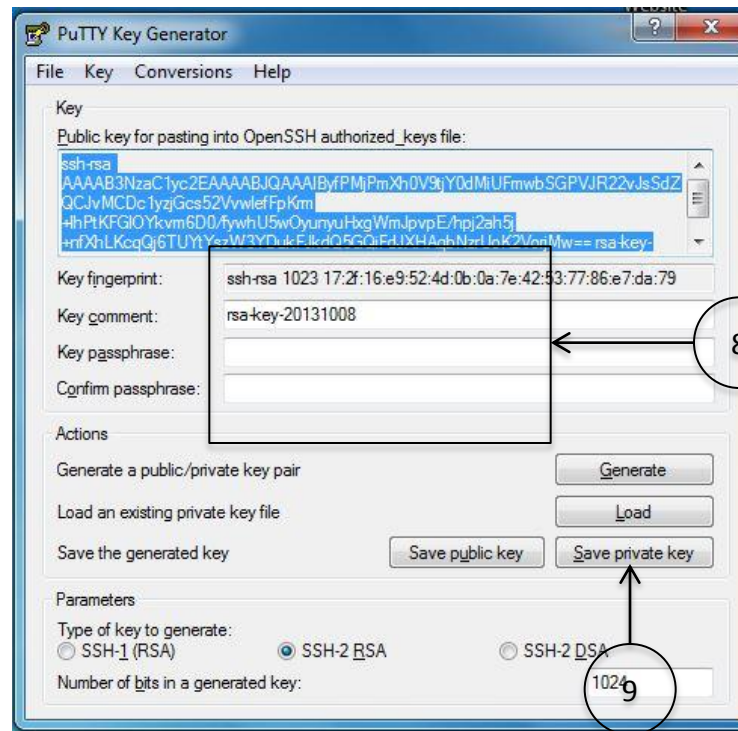 Website
PuTTY Key Generator
?
X
File Key Conversions Help
Key
Public key for pasting into OpenSSH authorized_keys file:
ssh-rsa
AAAAB3NzaC1yc2EAAAABJQAAAIByfPMjPmXh0V9tjY0dMiUFmwbSGPVJR22vJsSdZ
QCJvMCDc1yzjGcs52VvwlefFpKrm
+lhPtKFGlOYkvm6D0/fywhU5wOyunyuHxgWmJpvpE/hpj2ah5j
+nfXhLKcqQj6TUYtYszW3YDukFJkdQ5GQiFdJXHAqbNzrUoK2VoriMw== rsa-key-
Key fingerprint: ssh-rsa 1023 17:2f:16:e9:52:4d:0b:0a:7e:42:53:77:86:e7:da:79
Key comment: rsa-key-20131008
8
Key passphrase:
Confirm passphrase:
Actions
Generate a public/private key pair Generate
Load an existing private key file Load
Save the generated key Save public key Save private key
Parameters
Type of key to generate:
SSH-1 (RSA) SSH-2 RSA SSH-2 DSA
Number of bits in a generated key: 1024
9